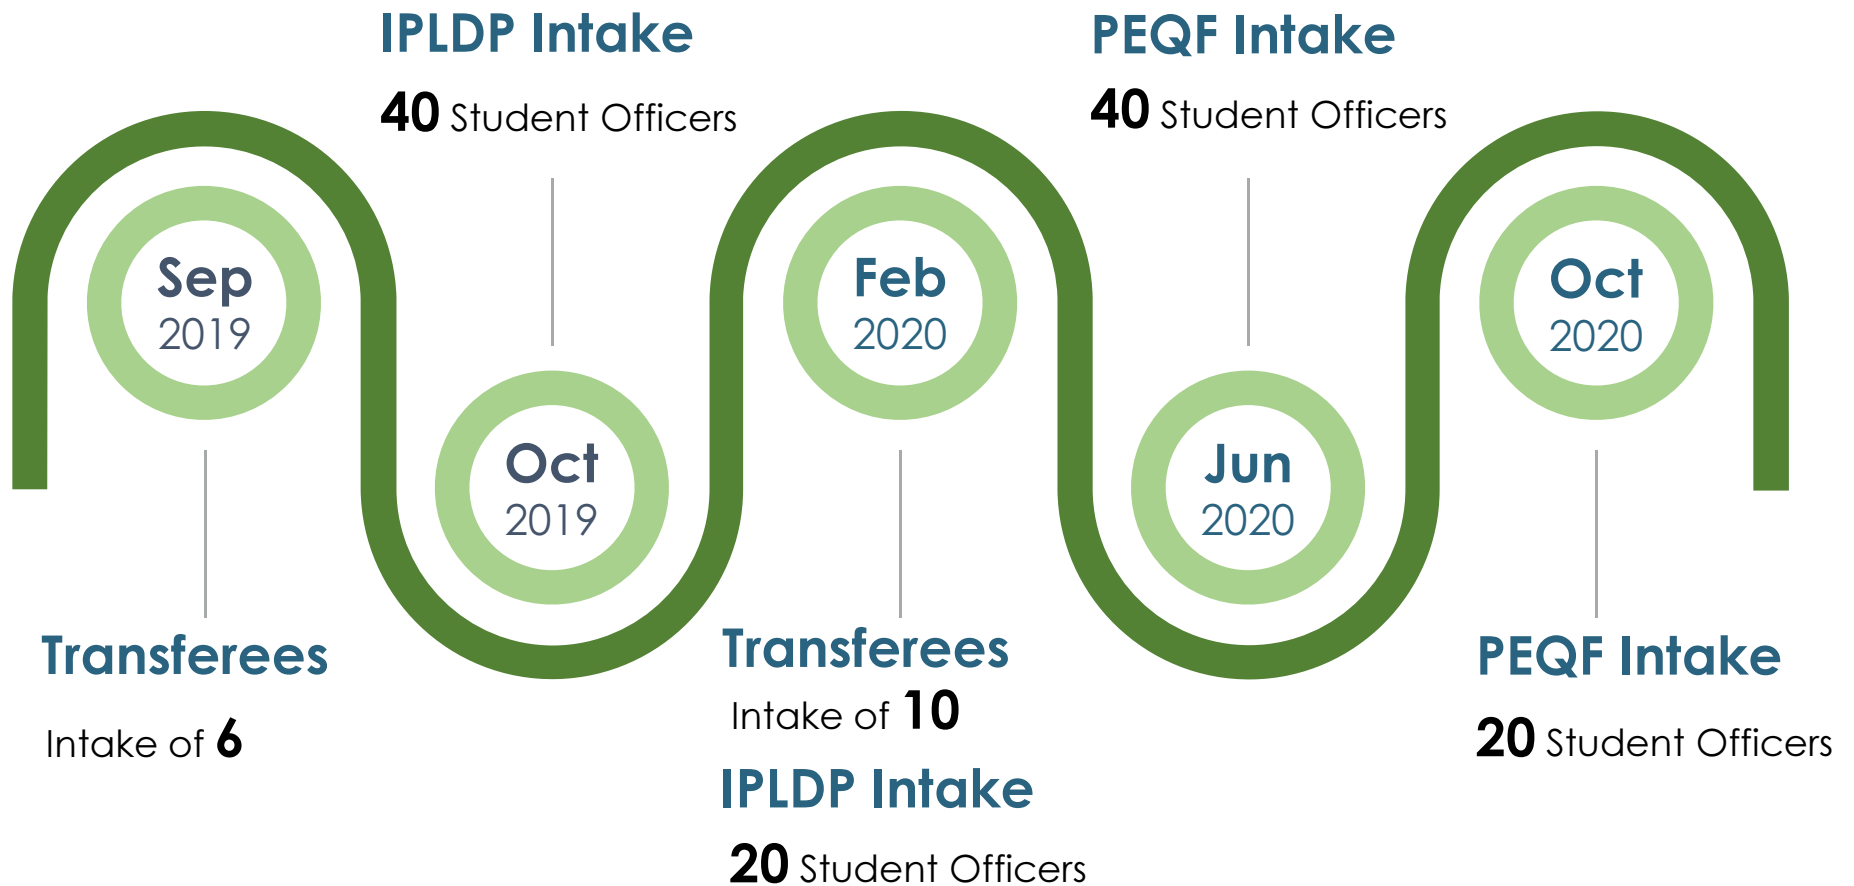 IPLDP Intake
40 Student Officers
PEQF Intake
40 Student Officers
Sep
2019
Oct
2019
Feb
2020
Jun
2020
Oct
2020
Transferees
Intake of 6
Transferees
Intake of 10
IPLDP Intake
20 Student Officers
PEQF Intake
20 Student Officers